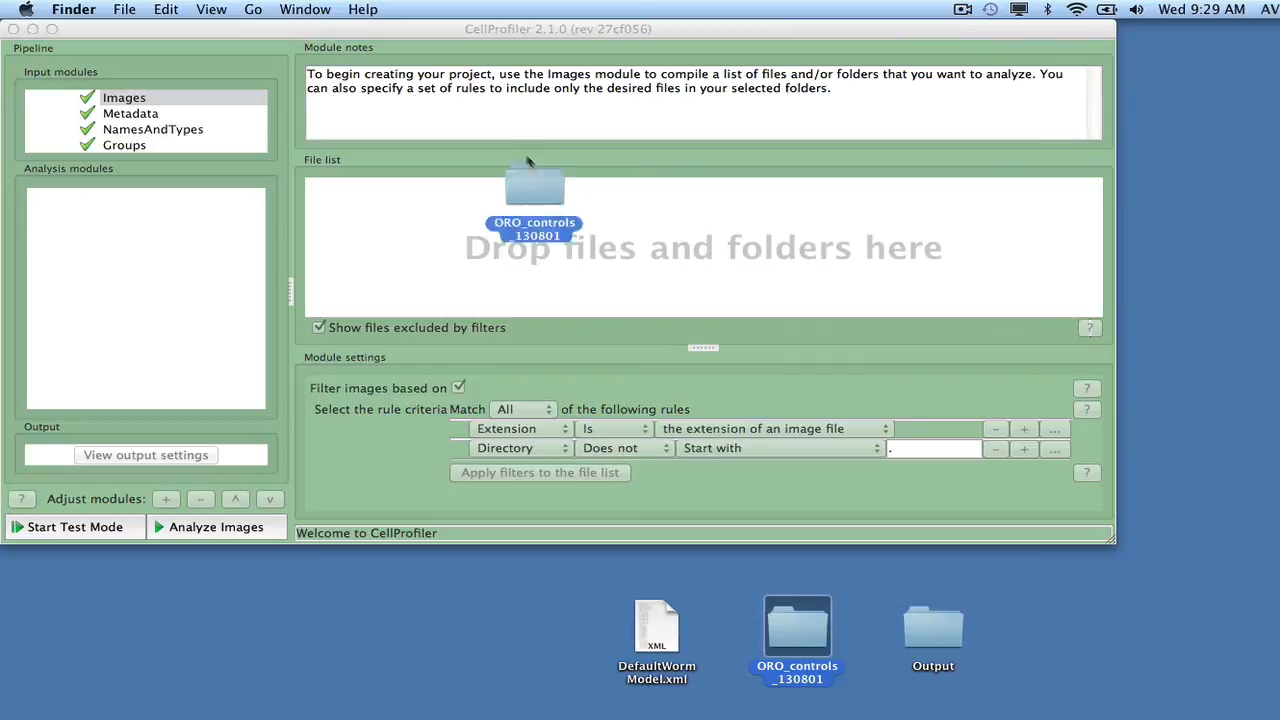 Finder File Edit View Go Window Help Wed 9:29 AM AV
CellProfiler 2.1.0 (rev 27cf056)
Pipeline
Input modules
Images
Metadata
NamesAndTypes
Groups
Analysis modules
Output
View output settings
? Adjust modules: + - ^ v
Start Test Mode Analyze Images
Module notes
To begin creating your project, use the Images module to compile a list of files and/or folders that you want to analyze. You
can also specify a set of rules to include only the desired files in your selected folders.
File list
ORO_controls
_130801
Drop files and folders here
Show files excluded by filters ?
Module settings
Filter images based on ?
Select the rule criteria Match All of the following rules ?
Extension Is the extension of an image file - + ...
Directory Does not Start with . - + ...
Apply filters to the file list ?
Welcome to CellProfiler
XML
DefaultWorm
Model.xml
ORO_controls
_130801
Output